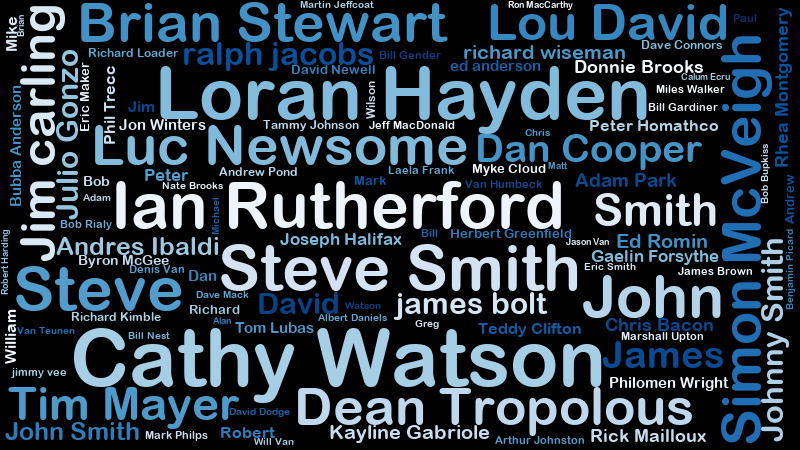 Martin Jeffcoat
Ron MacCarthy
Mike
Brian
Brian Stewart
Lou David
Paul
Richard Loader
ralph jacobs
Bill Gender
richard wiseman
Dave Connors
Jim carling
Julio Gonzo
Eric Maker
Phil Trecc
David Newell
ed anderson
Donnie Brooks
Calum Ecru
Rhea Montgomery
Bubba Anderson
Jim
Loran Hayden
Wilson
Miles Walker
Bill Gardiner
Simon McVeigh
Jon Winters
Tammy Johnson
Jeff MacDonald
Chris
Peter Homathco
Luc Newsome
Dan Cooper
Bob Bupkiss
Peter
Andrew Pond
Laela Frank
Myke Cloud
Matt
Bob
Nate Brooks
Mark
Van Humbeck
Adam Park
Andrew
Adam
Ian Rutherford
Smith
Michael
Bob Rialy
Robert Harding
Andres Ibaldi
Joseph Halifax
Bill
Herbert Greenfield
Jason Van
Ed Romin
Benjamin Picard
Byron McGee
Steve Smith
Gaelin Forsythe
Denis Van
Dan
Eric Smith
James Brown
Johnny Smith
Steve
Dave Mack
David
Watson
james bolt
John
Richard Kimble
Richard
Albert Daniels
William
Van Teunen
Bill Nest
Alan
Tom Lubas
Greg
Teddy Clifton
Chris Bacon
Marshall Upton
Cathy Watson
James
jimmy vee
Philomen Wright
Tim Mayer
David Dodge
Dean Tropolous
John Smith
Mark Philps
Robert
Will Van
Kayline Gabriole
Arthur Johnston
Rick Mailloux